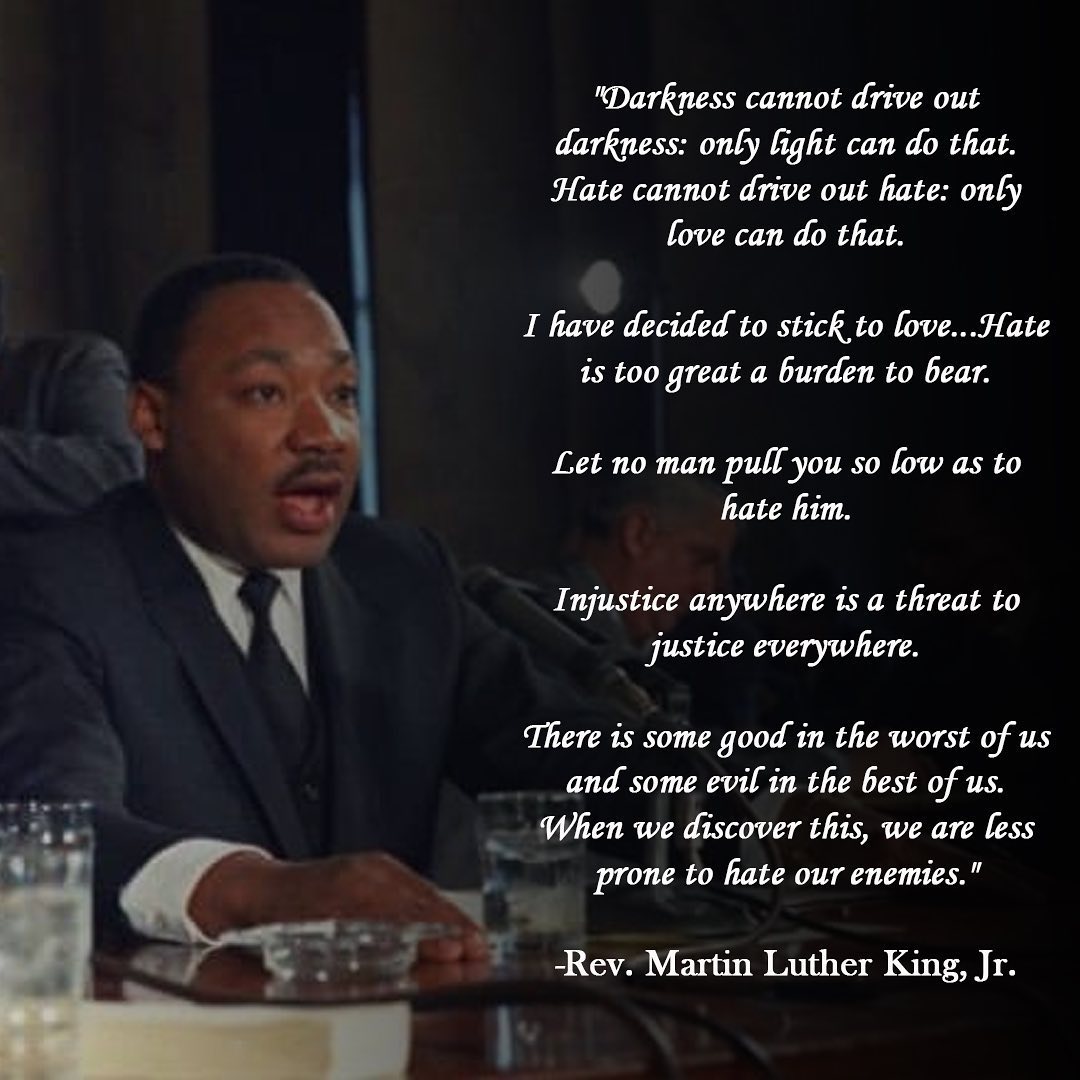 "Darkness cannot drive out
darkness: only light can do that.
Hate cannot drive out hate: only
love can do that.
I have decided to stick to love...Hate
is too great a burden to bear.
Let no man pull you so low as to
hate him.
Injustice anywhere is a threat to
justice everywhere.
There is some good in the worst of us
and some evil in the best of us.
When we discover this, we are less
prone to hate our enemies."
-Rev. Martin Luther King, Jr.